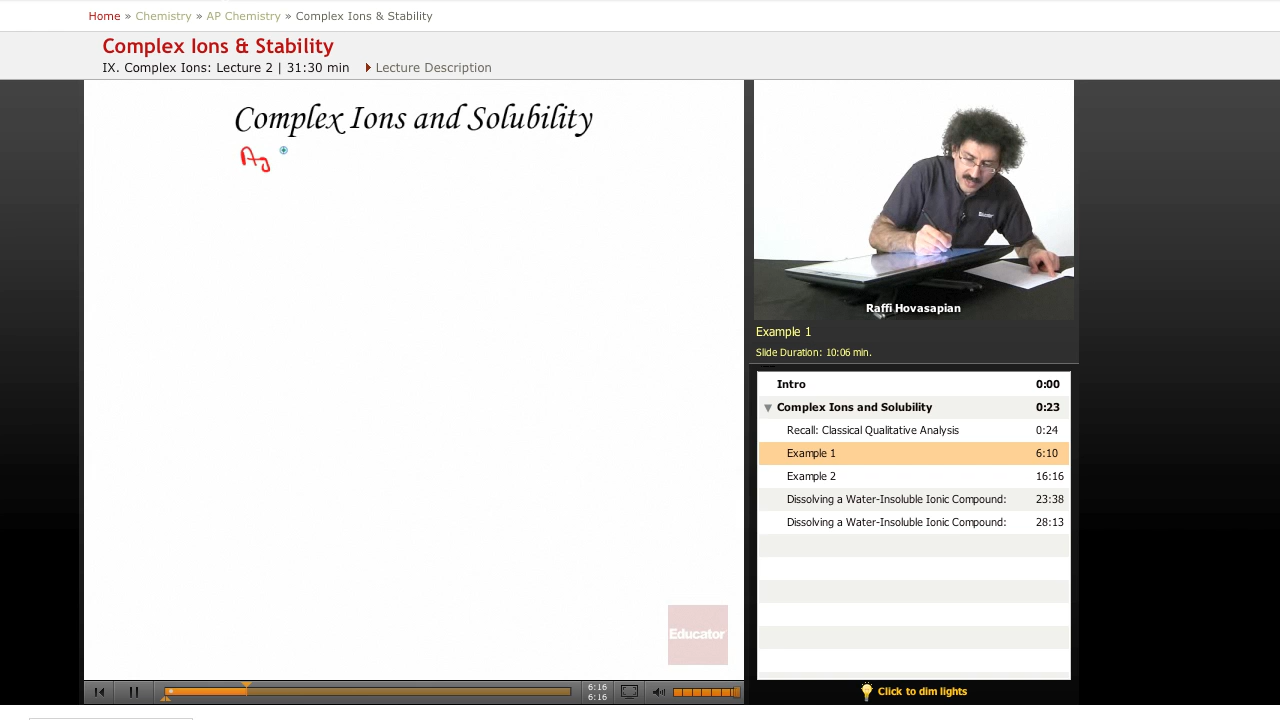 Home » Chemistry » AP Chemistry » Complex Ions & Stability
Complex Ions & Stability
IX. Complex Ions: Lecture 2 | 31:30 min Lecture Description
Complex Ions and Solubility
Ag
Educator
Raffi Hovasapian
Example 1
Slide Duration: 10:06 min.
Intro 0:00
Complex Ions and Solubility 0:23
Recall: Classical Qualitative Analysis 0:24
Example 1 6:10
Example 2 16:16
Dissolving a Water-Insoluble Ionic Compound: 23:38
Dissolving a Water-Insoluble Ionic Compound: 28:13
6:16
6:16
Click to dim lights